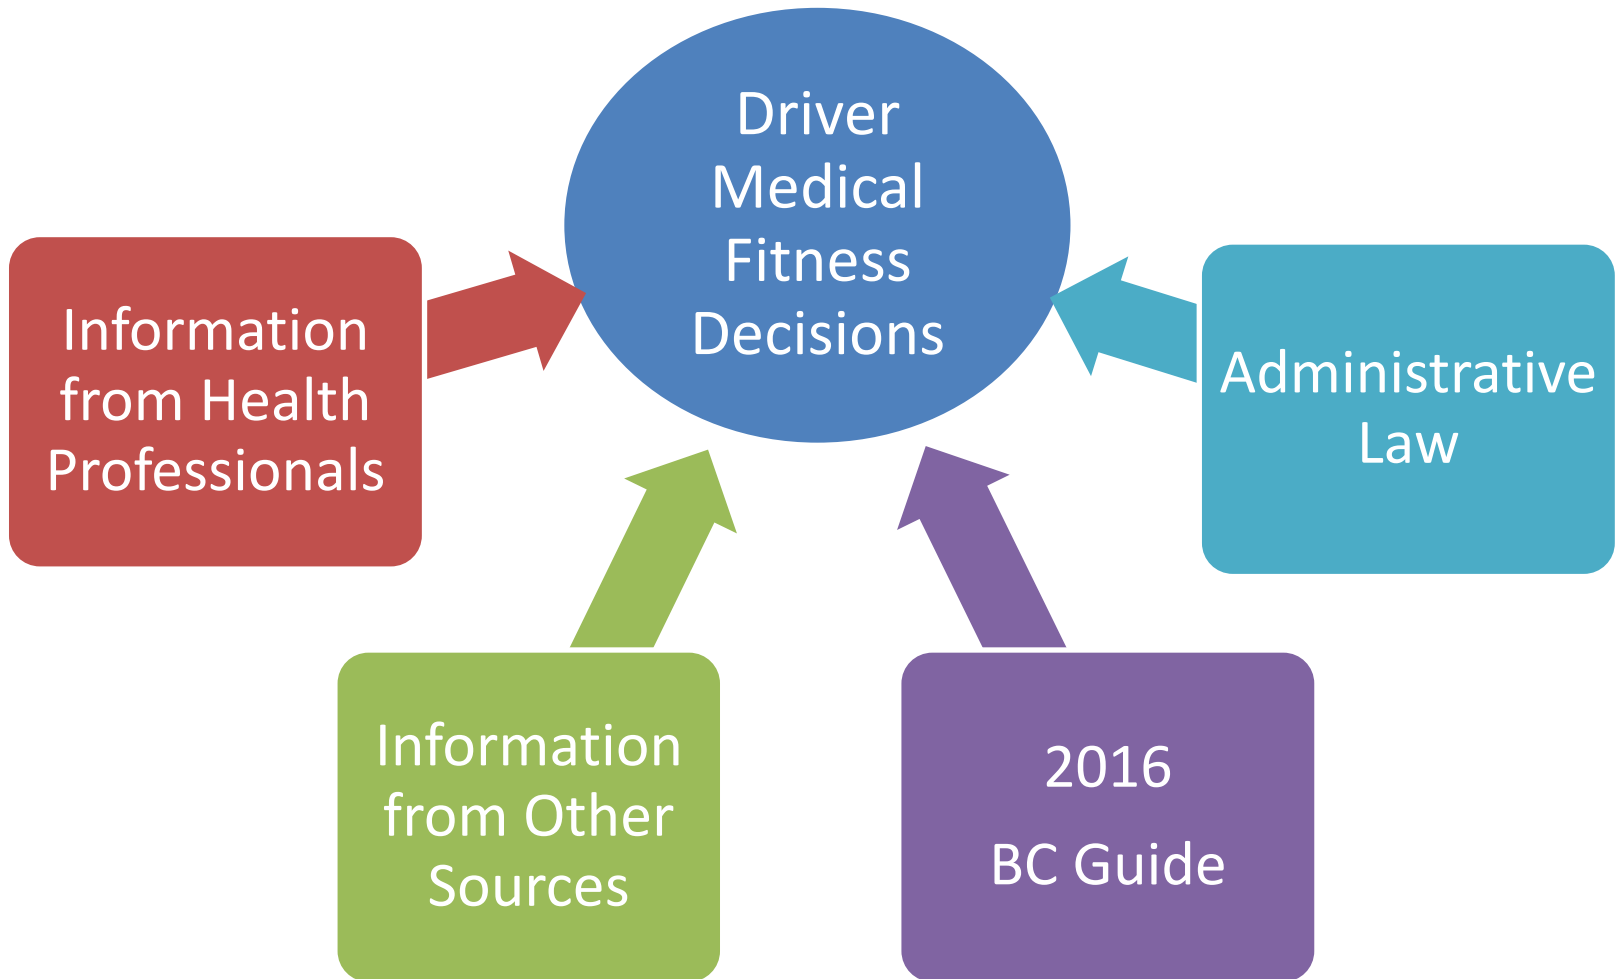 Driver
Medical
Fitness
Decisions
Information
from Health
Professionals
Administrative
Law
Information
from Other
Sources
2016
BC Guide